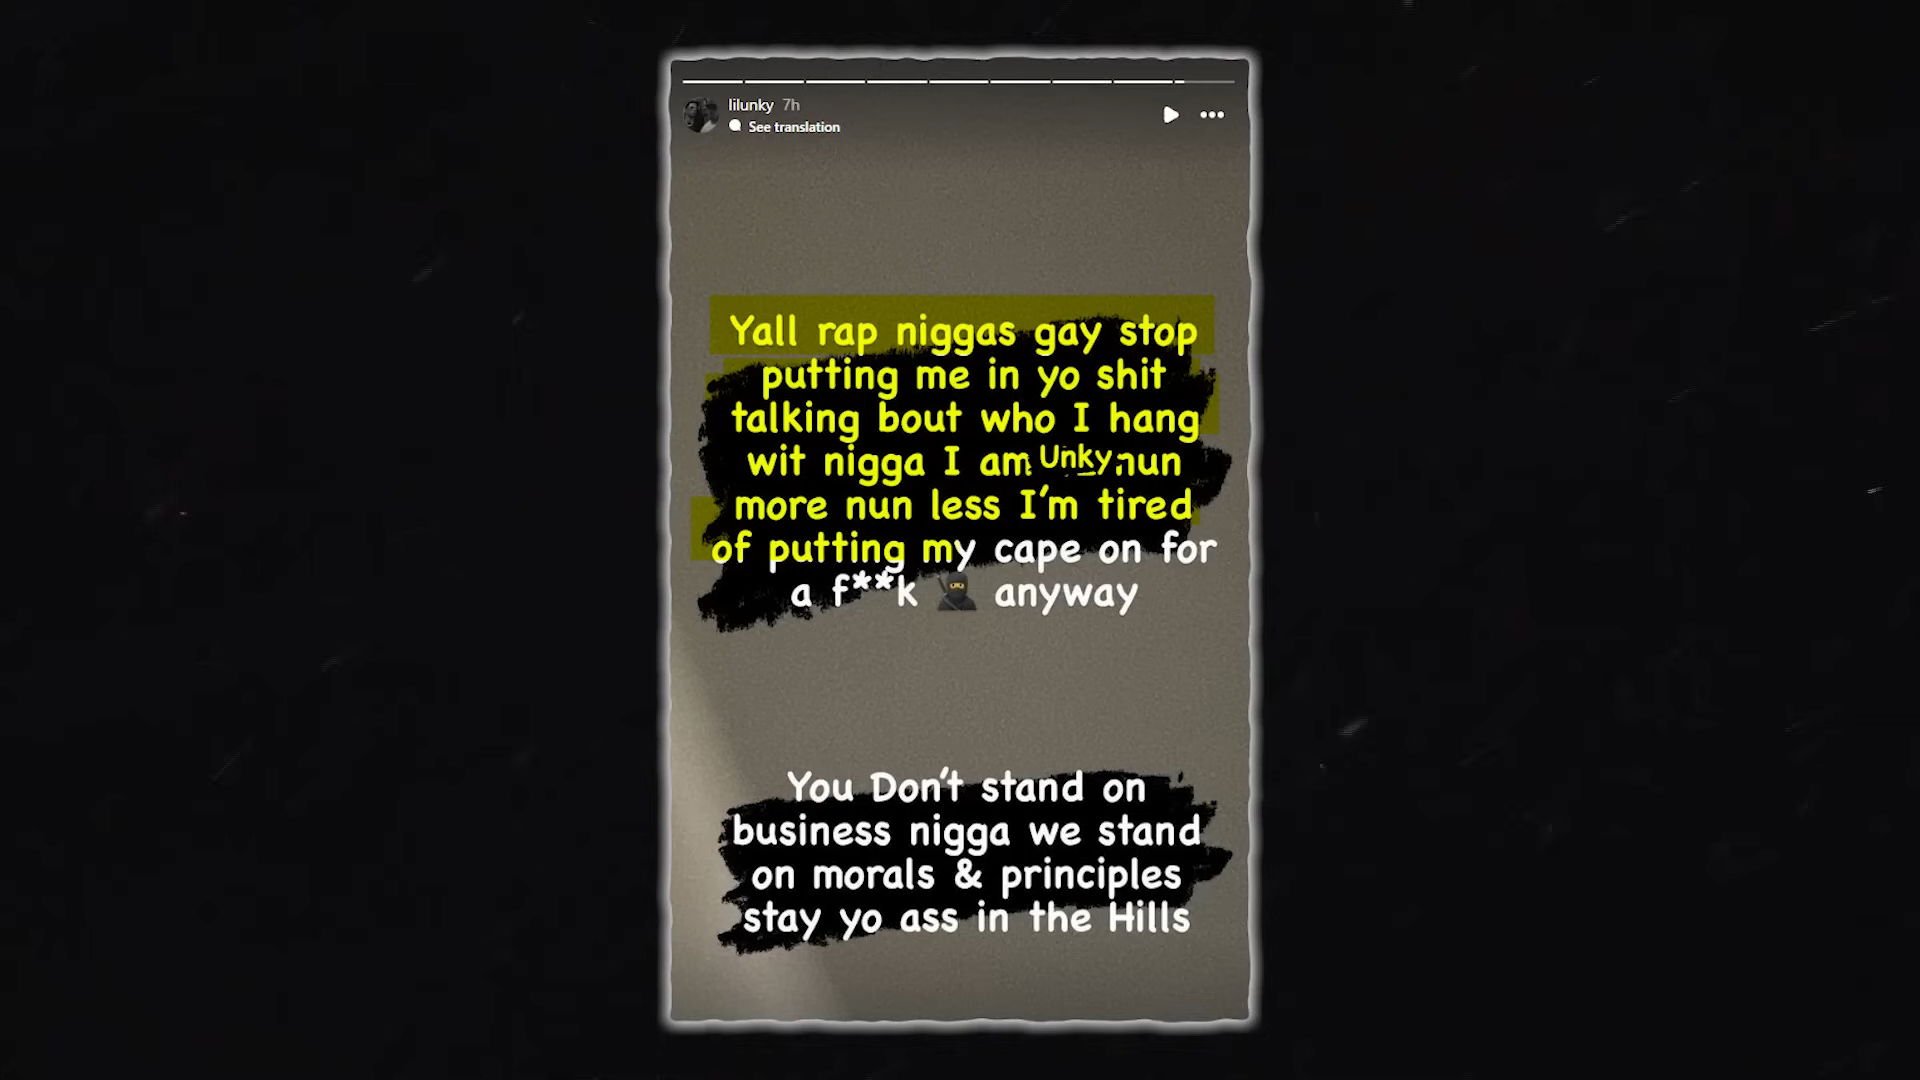 lilunky 7h
See translation
Yall rap niggas gay stop
putting me in yo shit
talking bout who I hang
wit nigga I am Unky nun
more nun less I'm tired
of putting my cape on for
a f**k 🥷 anyway
You Don't stand on
business nigga we stand
on morals & principles
stay yo ass in the Hills